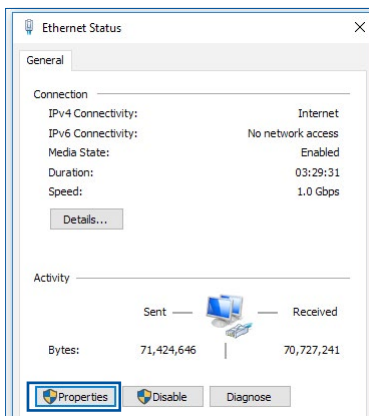 Ethernet Status
General
Connection
IPv4 Connectivity: Internet
IPv6 Connectivity: No network access
Media State: Enabled
Duration: 03:29:31
Speed: 1.0 Gbps
Details...
Activity
Sent — Received
Bytes: 71,424,646 70,727,241
Properties Disable Diagnose